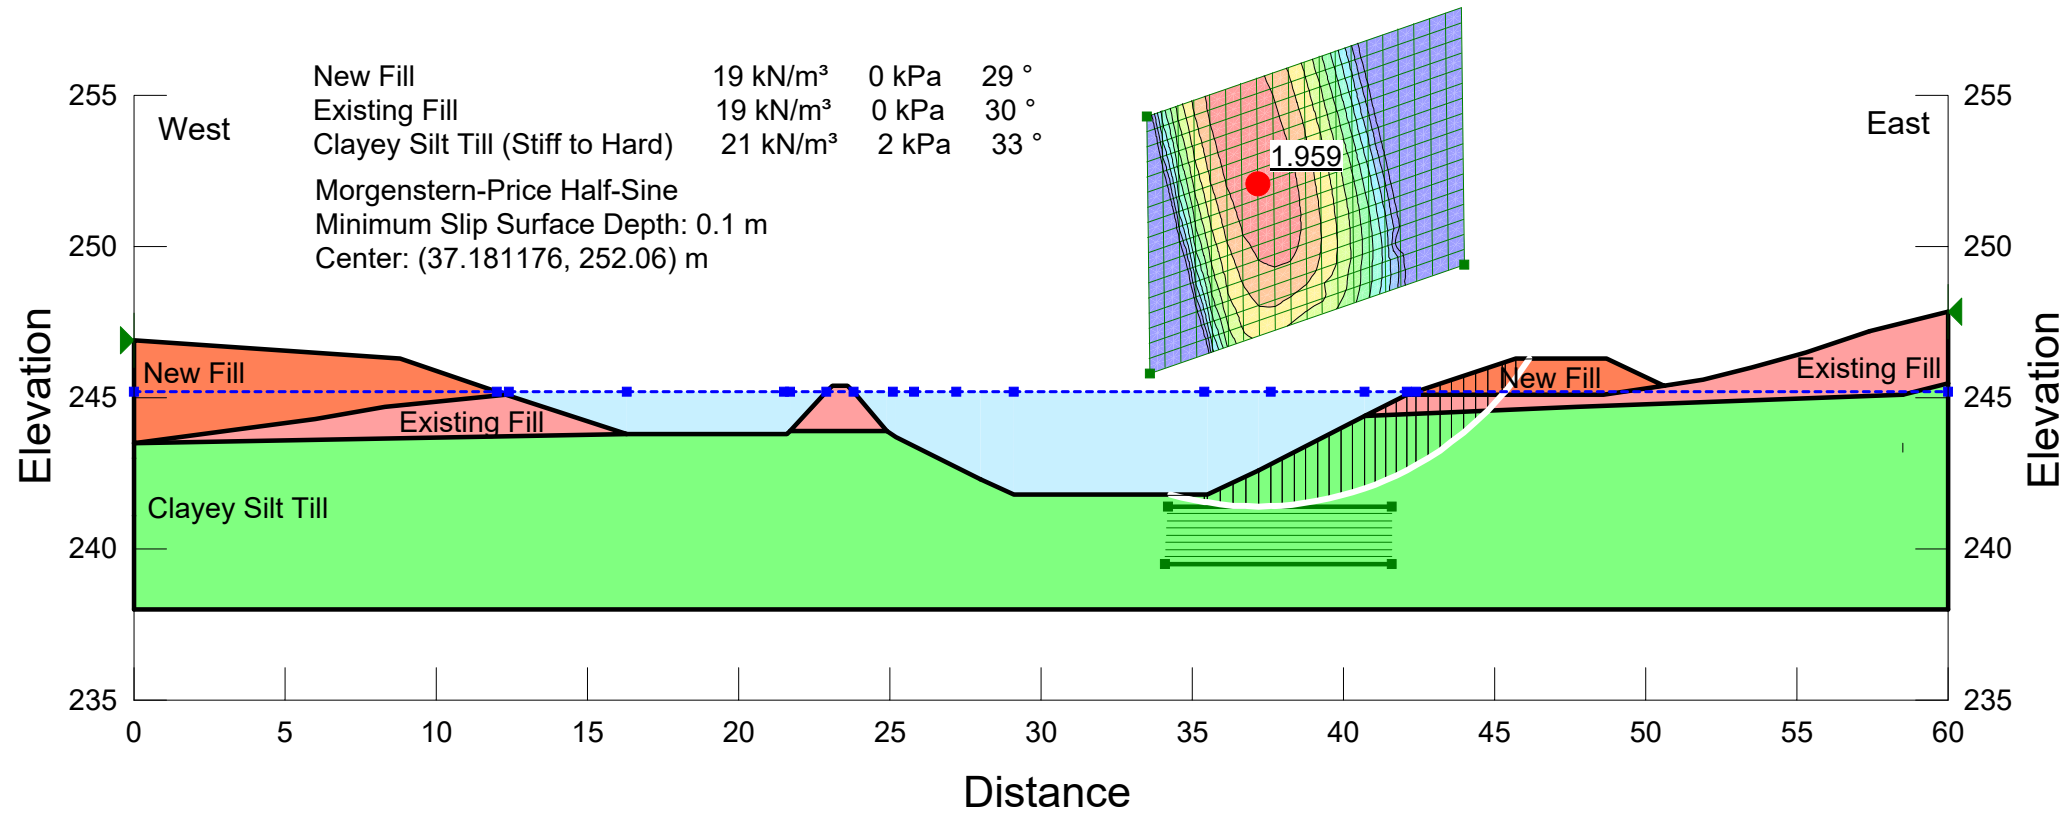 New Fill 19 kN/m³ 0 kPa 29 °
Existing Fill 19 kN/m³ 0 kPa 30 °
Clayey Silt Till (Stiff to Hard) 21 kN/m³ 2 kPa 33 °
Morgenstern-Price Half-Sine
Minimum Slip Surface Depth: 0.1 m
Center: (37.181176, 252.06) m
West
East
1.959
255
250
245
240
235
Elevation
255
250
245
240
235
Elevation
New Fill
Existing Fill
Clayey Silt Till
New Fill
Existing Fill
0 5 10 15 20 25 30 35 40 45 50 55 60
Distance